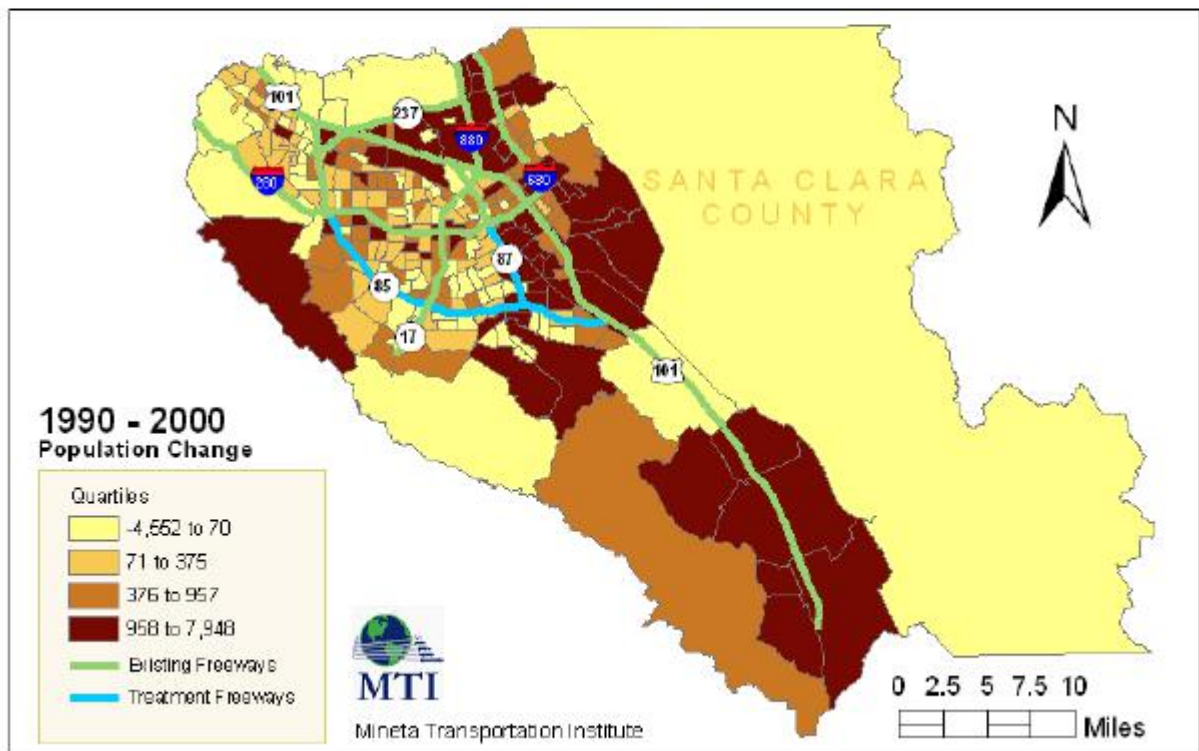 101
237
880
280
680
SANTA CLARA
COUNTY
N
87
85
17
101
1990 - 2000
Population Change
Quartiles
-4,552 to 70
71 to 375
376 to 957
958 to 7,948
Existing Freeways
Treatment Freeways
MTI
Mineta Transportation Institute
0 2.5 5 7.5 10
Miles